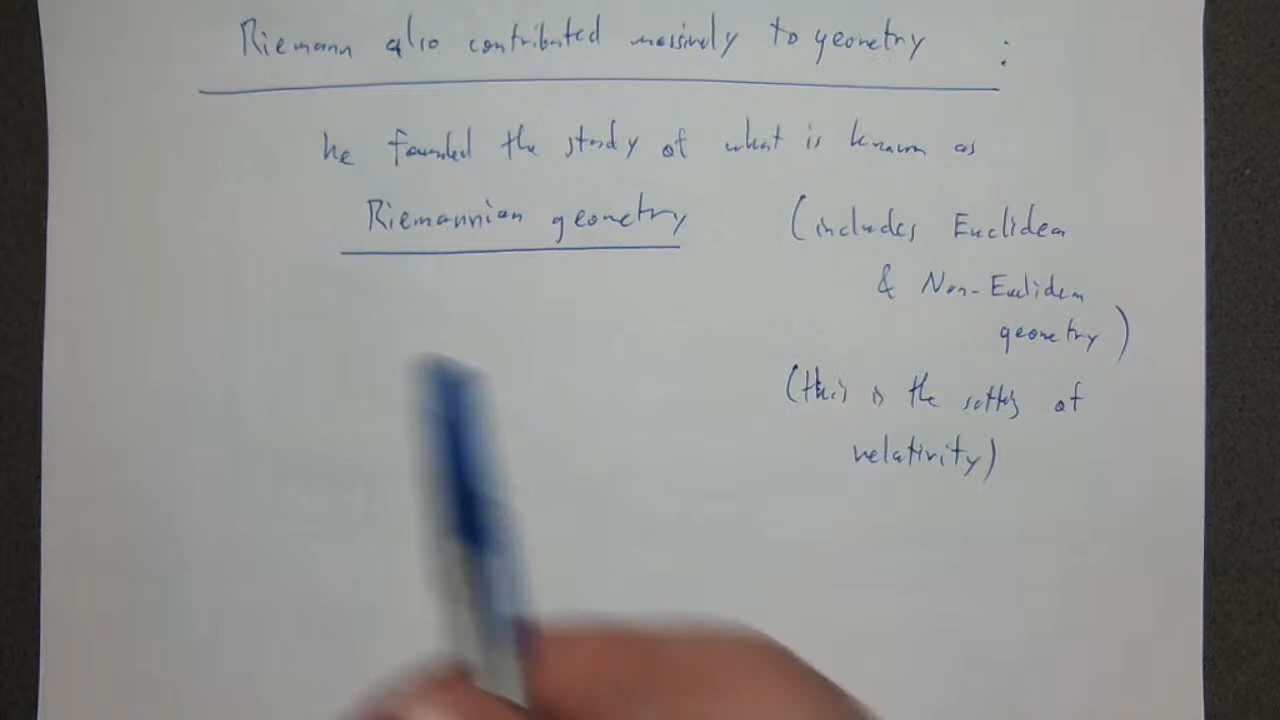 Riemann also contributed massively to geometry :
he founded the study of what is known as
Riemannian geometry
(includes Euclidean
& Non-Euclidean
geometry)
(this is the setting of
relativity)